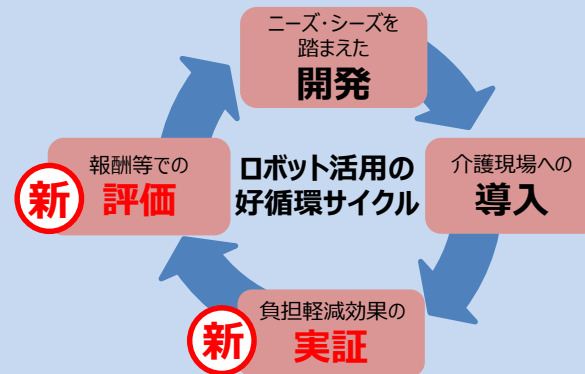 ニーズ・シーズを
踏まえた
開発
介護現場への
導入
新
負担軽減効果の
実証
新
報酬等での
評価
ロボット活用の
好循環サイクル